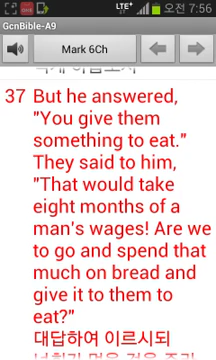 LTE 오전 7:56
GcnBible-A9
Mark 6Ch
37 But he answered,
"You give them
something to eat."
They said to him,
"That would take
eight months of a
man's wages! Are we
to go and spend that
much on bread and
give it to them to
eat?"
대답하여 이르시되